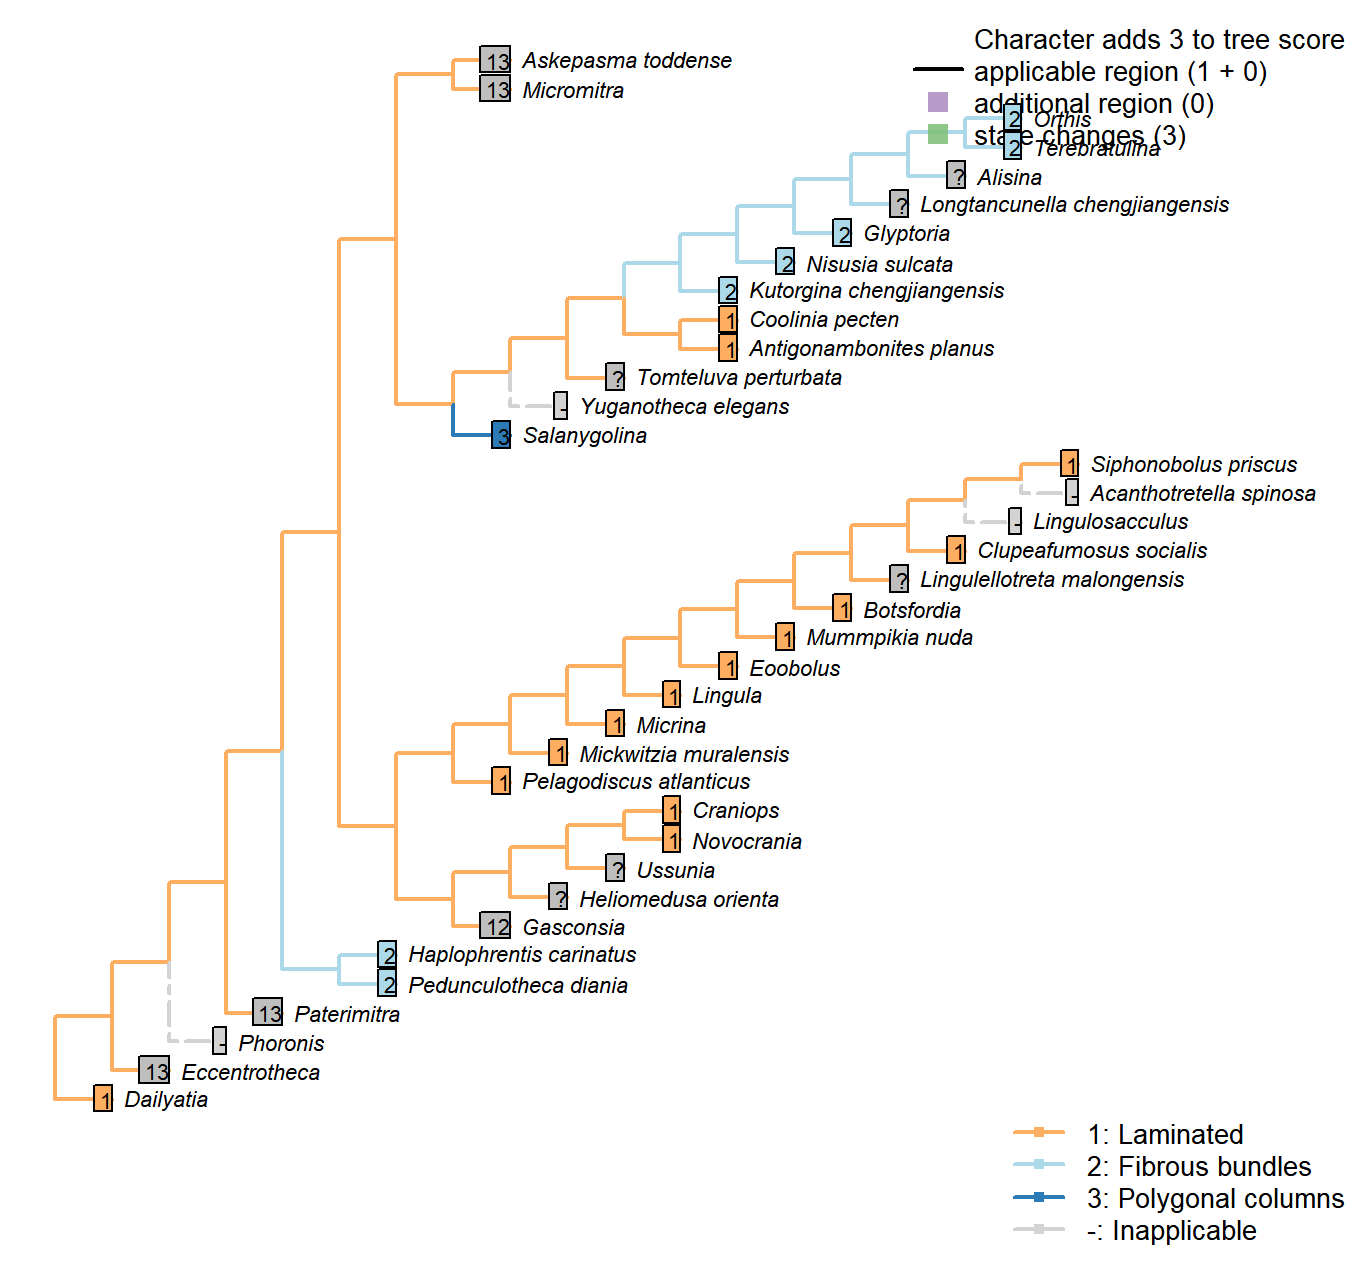 Character adds 3 to tree score
applicable region (1 + 0)
additional region (0)
state changes (3)
13 Askepasma toddense
13 Micromitra
2 Orthis
2 Terebratulina
? Alisina
? Longtancunella chengjiangensis
2 Glyptoria
2 Nisusia sulcata
2 Kutorgina chengjiangensis
1 Coolinia pecten
1 Antigonambonites planus
? Tomteluva perturbata
- Yuganotheca elegans
3 Salanygolina
1 Siphonobolus priscus
- Acanthotretella spinosa
- Lingulosacculus
1 Clupeafumosus socialis
? Lingulellotreta malongensis
1 Botsfordia
1 Mummpikia nuda
1 Eoobolus
1 Lingula
1 Micrina
1 Mickwitzia muralensis
1 Pelagodiscus atlanticus
1 Craniops
1 Novocrania
? Ussunia
? Heliomedusa orienta
12 Gasconsia
2 Haplophrentis carinatus
2 Pedunculotheca diania
13 Paterimitra
- Phoronis
13 Eccentrotheca
1 Dailyatia
1: Laminated
2: Fibrous bundles
3: Polygonal columns
-: Inapplicable